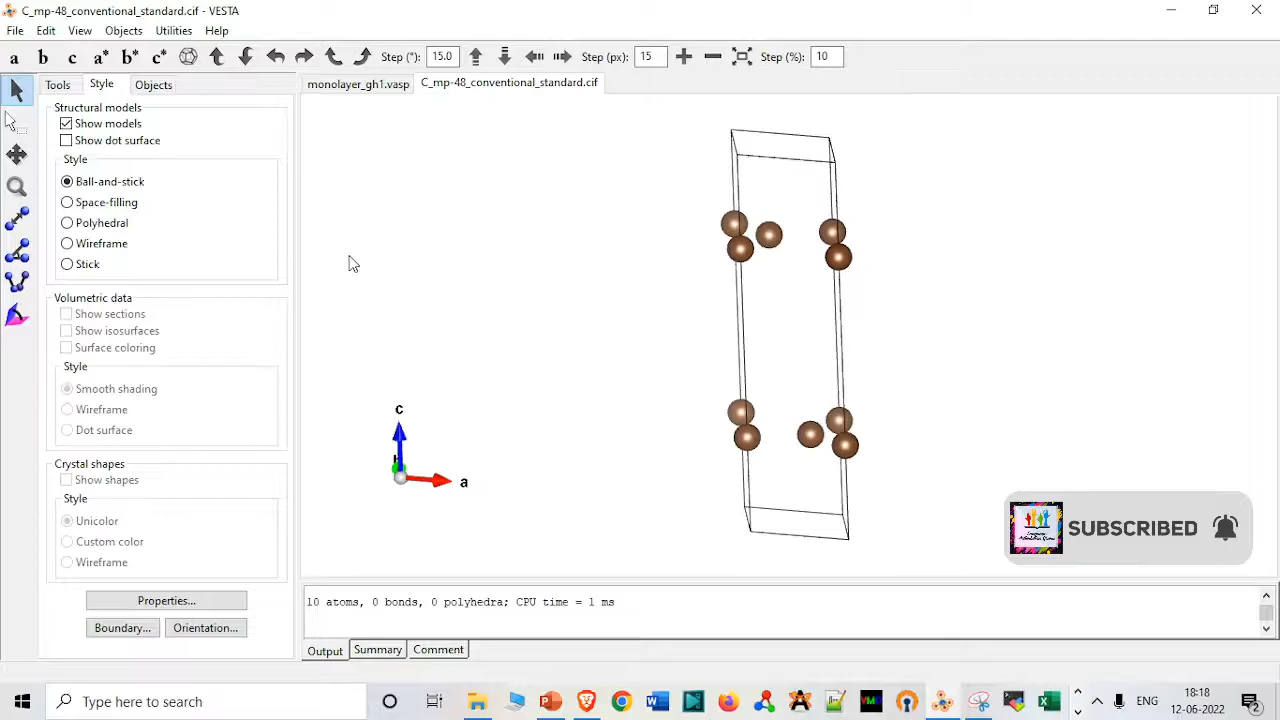 C_mp-48_conventional_standard.cif - VESTA
File Edit View Objects Utilities Help
a b c a* b* c* Step (°): 15.0 Step (px): 15 Step (%): 10
Tools Style Objects
monolayer_gh1.vasp C_mp-48_conventional_standard.cif
Structural models
Show models
Show dot surface
Style
Ball-and-stick
Space-filling
Polyhedral
Wireframe
Stick
Volumetric data
Show sections
Show isosurfaces
Surface coloring
Style
Smooth shading
Wireframe
Dot surface
Crystal shapes
Show shapes
Style
Unicolor
Custom color
Wireframe
Properties...
Boundary... Orientation...
c
a
SUBSCRIBED
10 atoms, 0 bonds, 0 polyhedra; CPU time = 1 ms
Output Summary Comment
Type here to search
ENG
18:18
12-06-2022
2